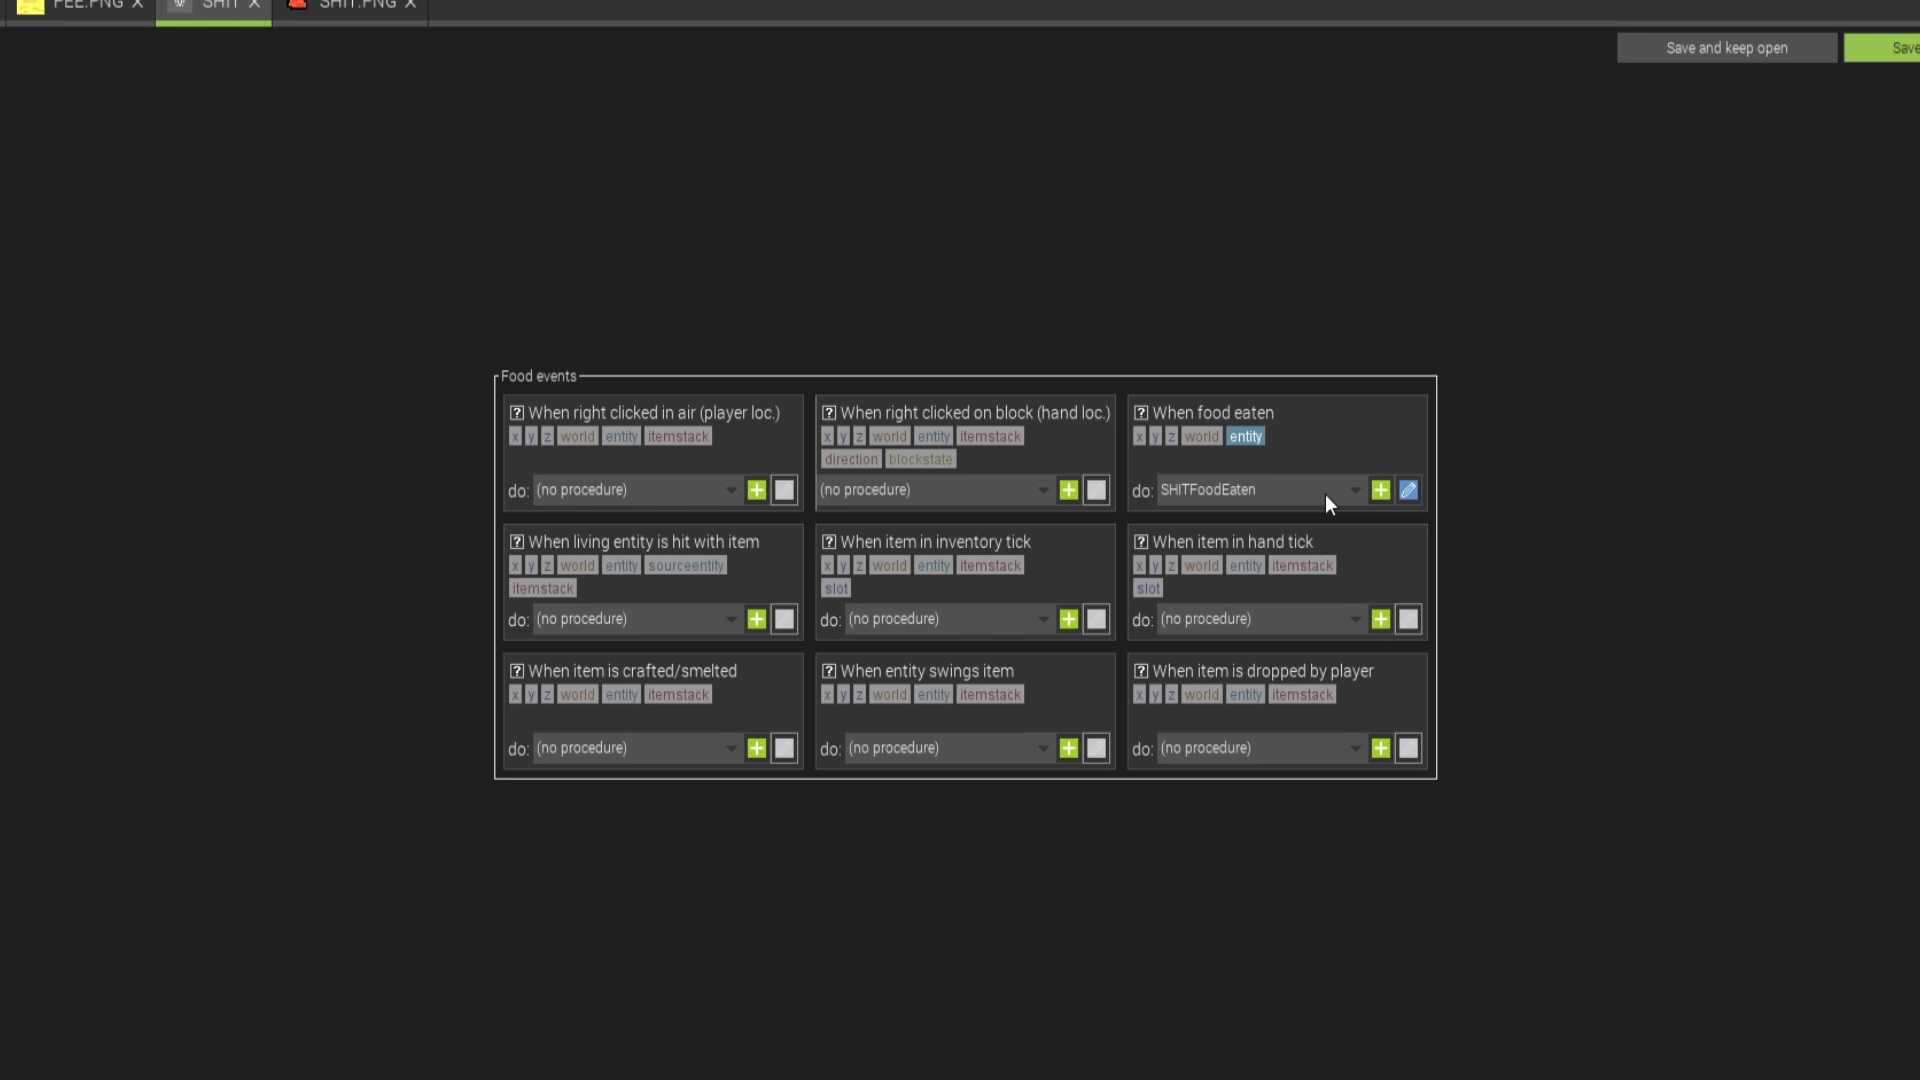 PEE.PNG X SHIT X SHIT.PNG X
Save and keep open Save
Food events
? When right clicked in air (player loc.) ? When right clicked on block (hand loc.) ? When food eaten
x y z world entity itemstack x y z world entity itemstack x y z world entity
direction blockstate
do: (no procedure) (no procedure) do: SHITFoodEaten
? When living entity is hit with item ? When item in inventory tick ? When item in hand tick
x y z world entity sourceentity x y z world entity itemstack x y z world entity itemstack
itemstack slot slot
do: (no procedure) do: (no procedure) do: (no procedure)
? When item is crafted/smelted ? When entity swings item ? When item is dropped by player
x y z world entity itemstack x y z world entity itemstack x y z world entity itemstack
do: (no procedure) do: (no procedure) do: (no procedure)